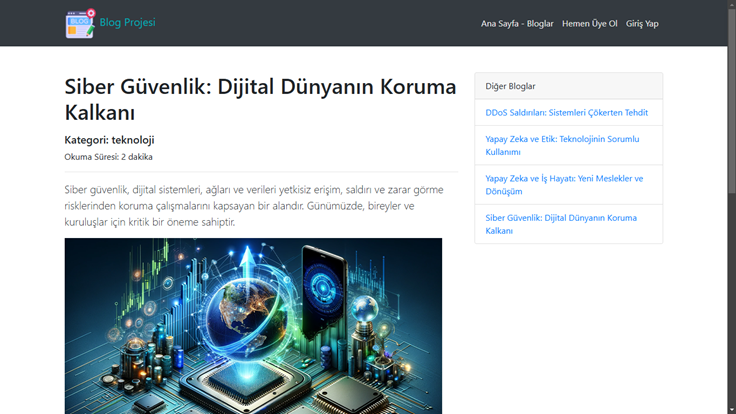 BLOG
Blog Projesi
Ana Sayfa - Bloglar
Hemen Üye Ol
Giriş Yap
Siber Güvenlik: Dijital Dünyanın Koruma
Kalkanı
Kategori: teknoloji
Okuma Süresi: 2 dakika
Siber güvenlik, dijital sistemleri, ağları ve verileri yetkisiz erişim, saldırı ve zarar görme
risklerinden koruma çalışmalarını kapsayan bir alandır. Günümüzde, bireyler ve
kuruluşlar için kritik bir öneme sahiptir.
Diğer Bloglar
DDoS Saldırıları: Sistemleri Çökerten Tehdit
Yapay Zeka ve Etik: Teknolojinin Sorumlu
Kullanımı
Yapay Zeka ve İş Hayatı: Yeni Meslekler ve
Dönüşüm
Siber Güvenlik: Dijital Dünyanın Koruma
Kalkanı